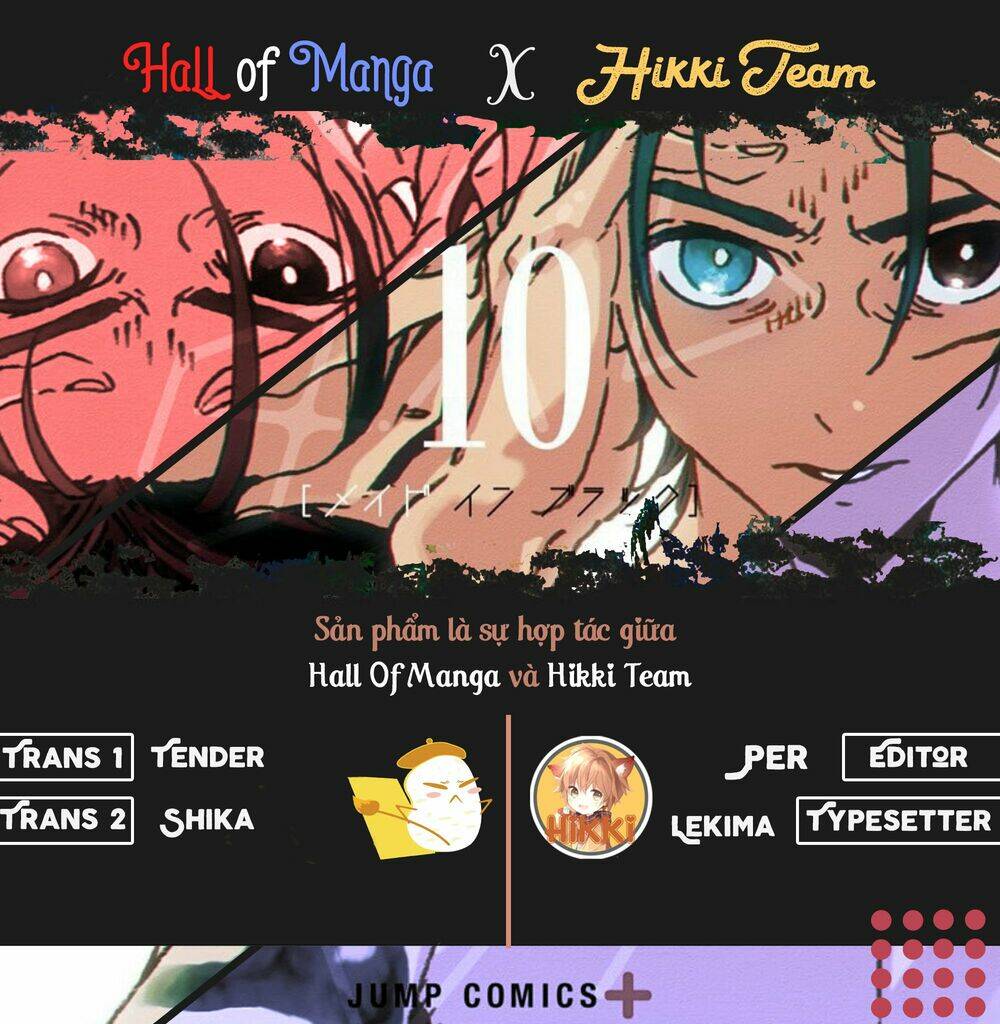 Hall of Manga X Hikki Team
10
[メイド イン ブラック]
Sản phẩm là sự hợp tác giữa
Hall Of Manga và Hikki Team
TRANS 1 TENDER
PER EDITOR
TRANS 2 SHIKA
HiKKi
LEKIMA TYPESETTER
JUMP COMICS+